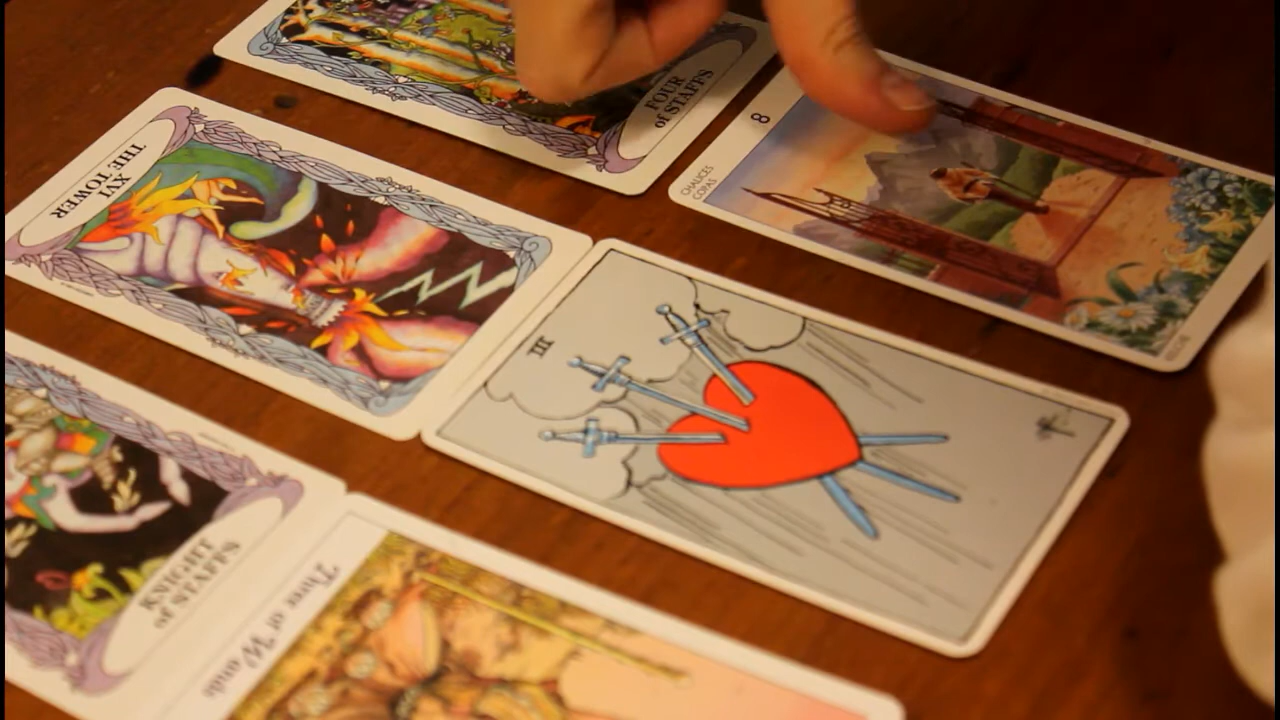 FOUR
of STAFFS
8
CHALICES
COPAS
XVI
THE TOWER
III
KNIGHT
of STAFFS
Three of Wands